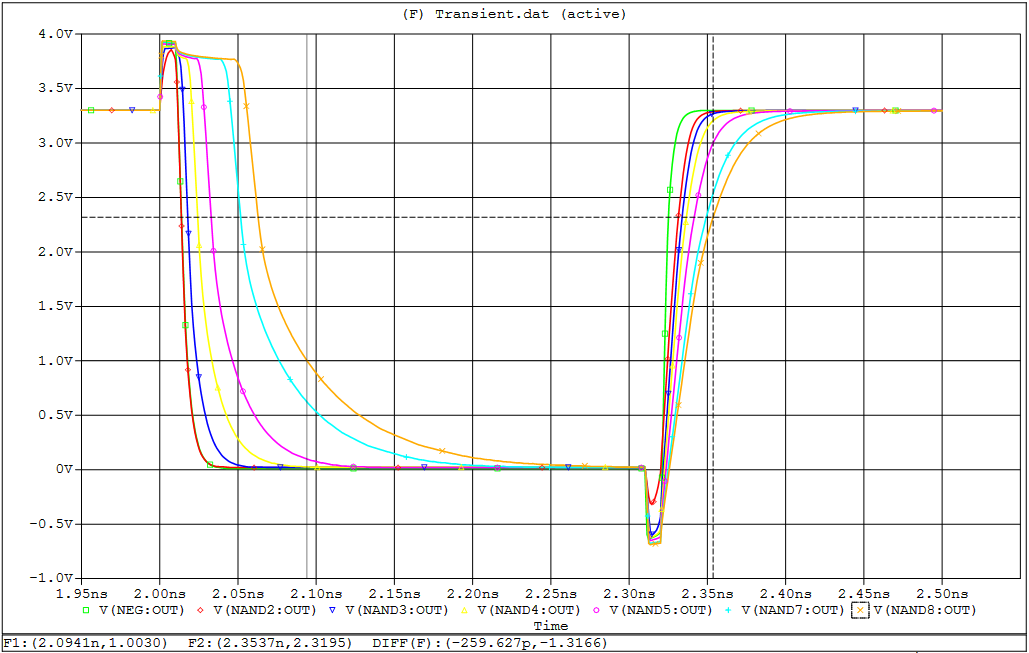 (F) Transient.dat (active)
4.0V
3.5V
3.0V
2.5V
2.0V
1.5V
1.0V
0.5V
0V
-0.5V
-1.0V
1.95ns 2.00ns 2.05ns 2.10ns 2.15ns 2.20ns 2.25ns 2.30ns 2.35ns 2.40ns 2.45ns 2.50ns
V(NEG:OUT) V(NAND2:OUT) V(NAND3:OUT) V(NAND4:OUT) V(NAND5:OUT) V(NAND7:OUT) V(NAND8:OUT)
Time
F1:(2.0941n,1.0030) F2:(2.3537n,2.3195) DIFF(F):(-259.627p,-1.3166)